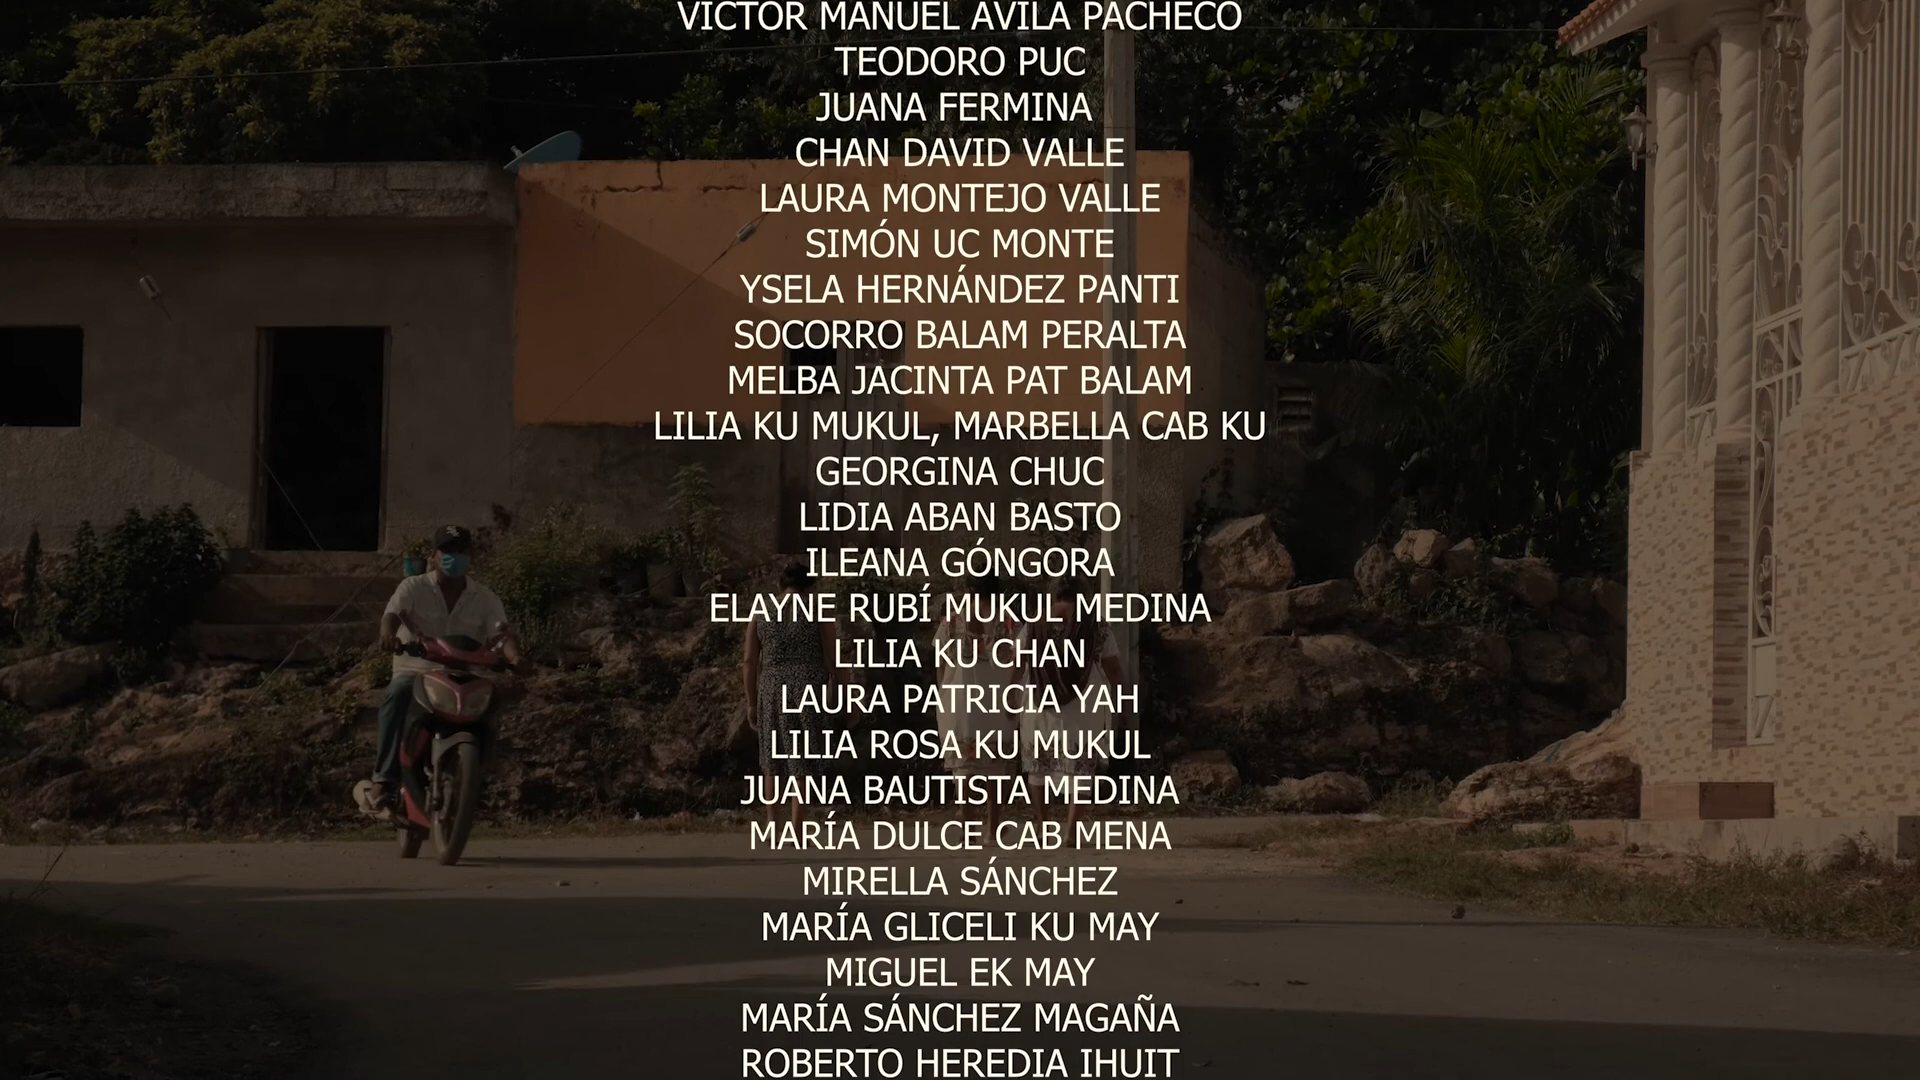 VICTOR MANUEL AVILA PACHECO
TEODORO PUC
JUANA FERMINA
CHAN DAVID VALLE
LAURA MONTEJO VALLE
SIMÓN UC MONTE
YSELA HERNÁNDEZ PANTI
SOCORRO BALAM PERALTA
MELBA JACINTA PAT BALAM
LILIA KU MUKUL, MARBELLA CAB KU
GEORGINA CHUC
LIDIA ABAN BASTO
ILEANA GÓNGORA
ELAYNE RUBÍ MUKUL MEDINA
LILIA KU CHAN
LAURA PATRICIA YAH
LILIA ROSA KU MUKUL
JUANA BAUTISTA MEDINA
MARÍA DULCE CAB MENA
MIRELLA SÁNCHEZ
MARÍA GLICELI KU MAY
MIGUEL EK MAY
MARÍA SÁNCHEZ MAGAÑA
ROBERTO HEREDIA IHUIT